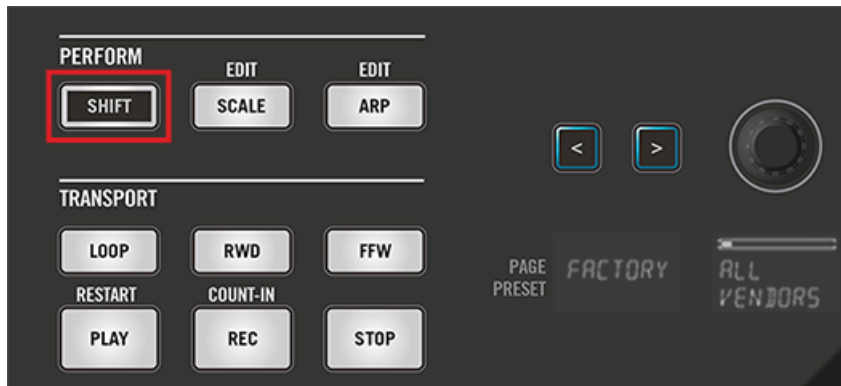 PERFORM
EDIT EDIT
SHIFT SCALE ARP
< >
TRANSPORT
LOOP RWD FFW
PAGE FACTORY ALL
PRESET VENDORS
RESTART COUNT-IN
PLAY REC STOP